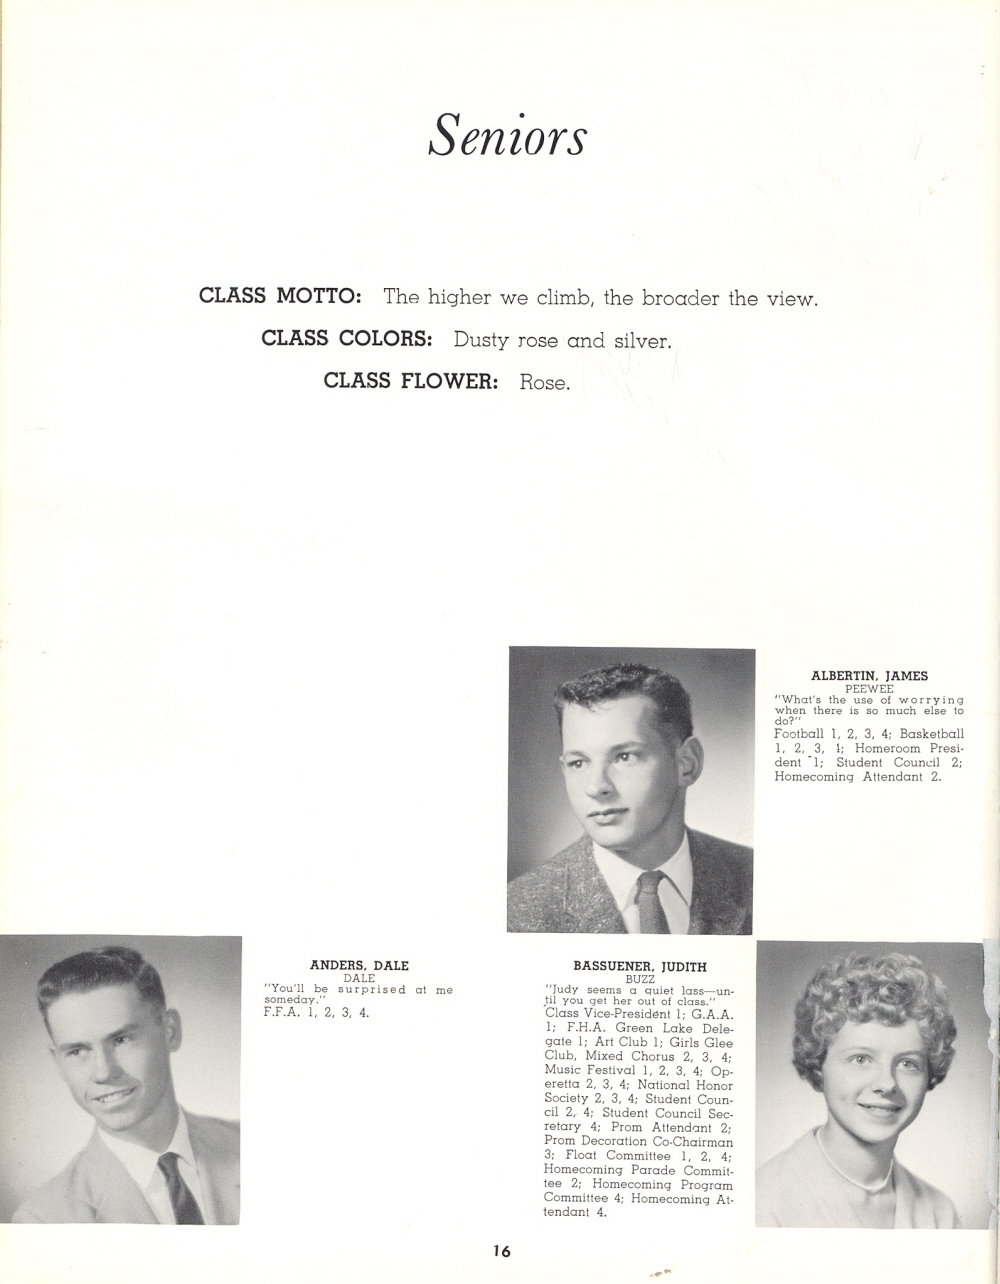 Seniors
CLASS MOTTO: The higher we climb, the broader the view.
CLASS COLORS: Dusty rose and silver.
CLASS FLOWER: Rose.
ALBERTIN, JAMES
PEEWEE
"What's the use of worrying
when there is so much else to
do?"
Football 1, 2, 3, 4; Basketball
1, 2, 3, 1; Homeroom Presi-
dent 1; Student Council 2;
Homecoming Attendant 2.
ANDERS, DALE
DALE
"You'll be surprised at me
someday."
F.F.A. 1, 2, 3, 4.
BASSUENER, JUDITH
BUZZ
"Judy seems a quiet lass—un-
til you get her out of class."
Class Vice-President 1; G.A.A.
1; F.H.A. Green Lake Dele-
gate 1; Art Club 1; Girls Glee
Club, Mixed Chorus 2, 3, 4;
Music Festival 1, 2, 3, 4; Op-
eretta 2, 3, 4; National Honor
Society 2, 3, 4; Student Coun-
cil 2, 4; Student Council Sec-
retary 4; Prom Attendant 2;
Prom Decoration Co-Chairman
3; Float Committee 1, 2, 4;
Homecoming Parade Commit-
tee 2; Homecoming Program
Committee 4; Homecoming At-
tendant 4.
16